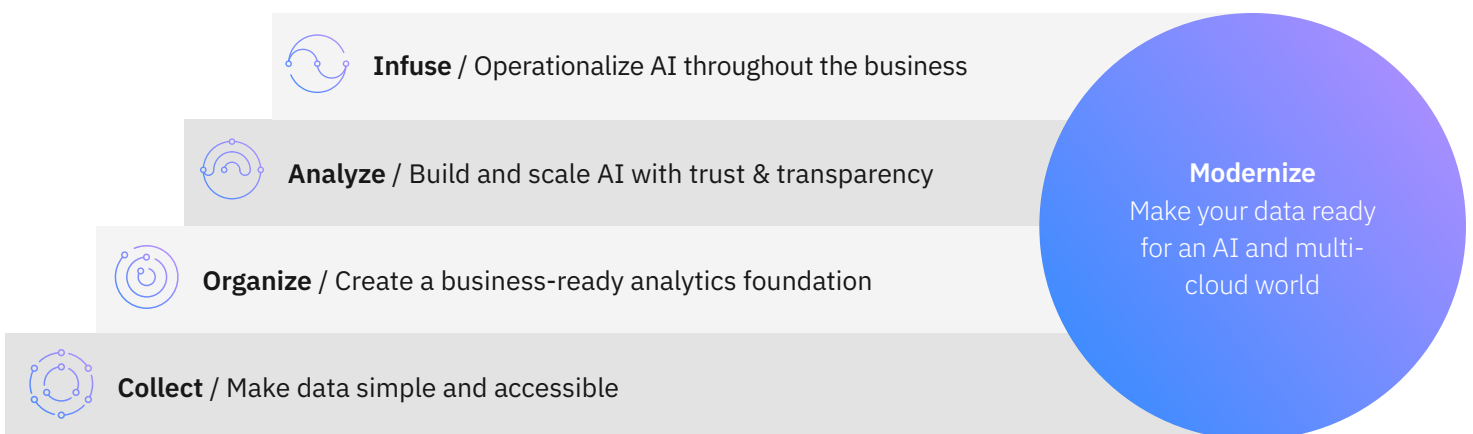 Infuse / Operationalize AI throughout the business
Analyze / Build and scale AI with trust & transparency
Organize / Create a business-ready analytics foundation
Collect / Make data simple and accessible
Modernize
Make your data ready
for an AI and multi-
cloud world